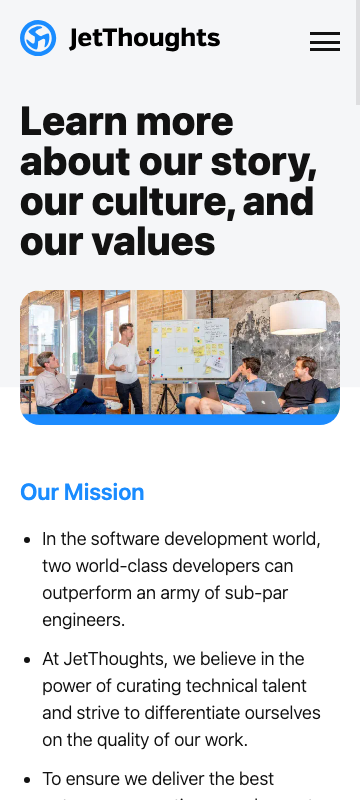 JetThoughts
Learn more
about our story,
our culture, and
our values
Our Mission
• In the software development world,
two world-class developers can
outperform an army of sub-par
engineers.
• At JetThoughts, we believe in the
power of curating technical talent
and strive to differentiate ourselves
on the quality of our work.
• To ensure we deliver the best